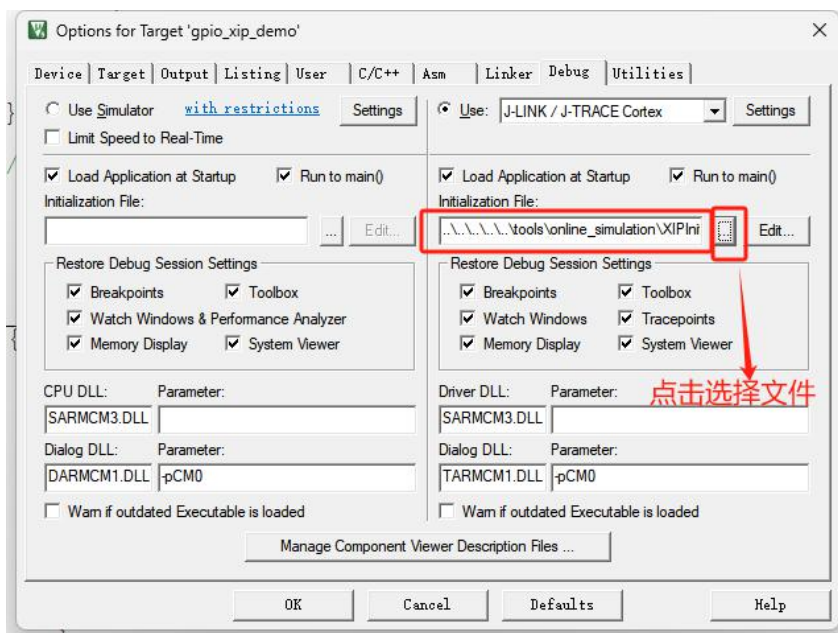 Options for Target 'gpio_xip_demo'
Device Target Output Listing User C/C++ Asm Linker Debug Utilities
Use Simulator with restrictions Settings
Limit Speed to Real-Time
Use: J-LINK / J-TRACE Cortex Settings
Load Application at Startup Run to main()
Initialization File:
... Edit...
Load Application at Startup Run to main()
Initialization File:
..\..\..\..\..\tools\online_simulation\XIPIni ... Edit...
Restore Debug Session Settings
Breakpoints Toolbox
Watch Windows & Performance Analyzer
Memory Display System Viewer
Restore Debug Session Settings
Breakpoints Toolbox
Watch Windows Tracepoints
Memory Display System Viewer
点击选择文件
CPU DLL: Parameter:
SARMCM3.DLL
Dialog DLL: Parameter:
DARMCM1.DLL -pCM0
Warn if outdated Executable is loaded
Driver DLL: Parameter:
SARMCM3.DLL
Dialog DLL: Parameter:
TARMCM1.DLL -pCM0
Warn if outdated Executable is loaded
Manage Component Viewer Description Files ...
OK Cancel Defaults Help